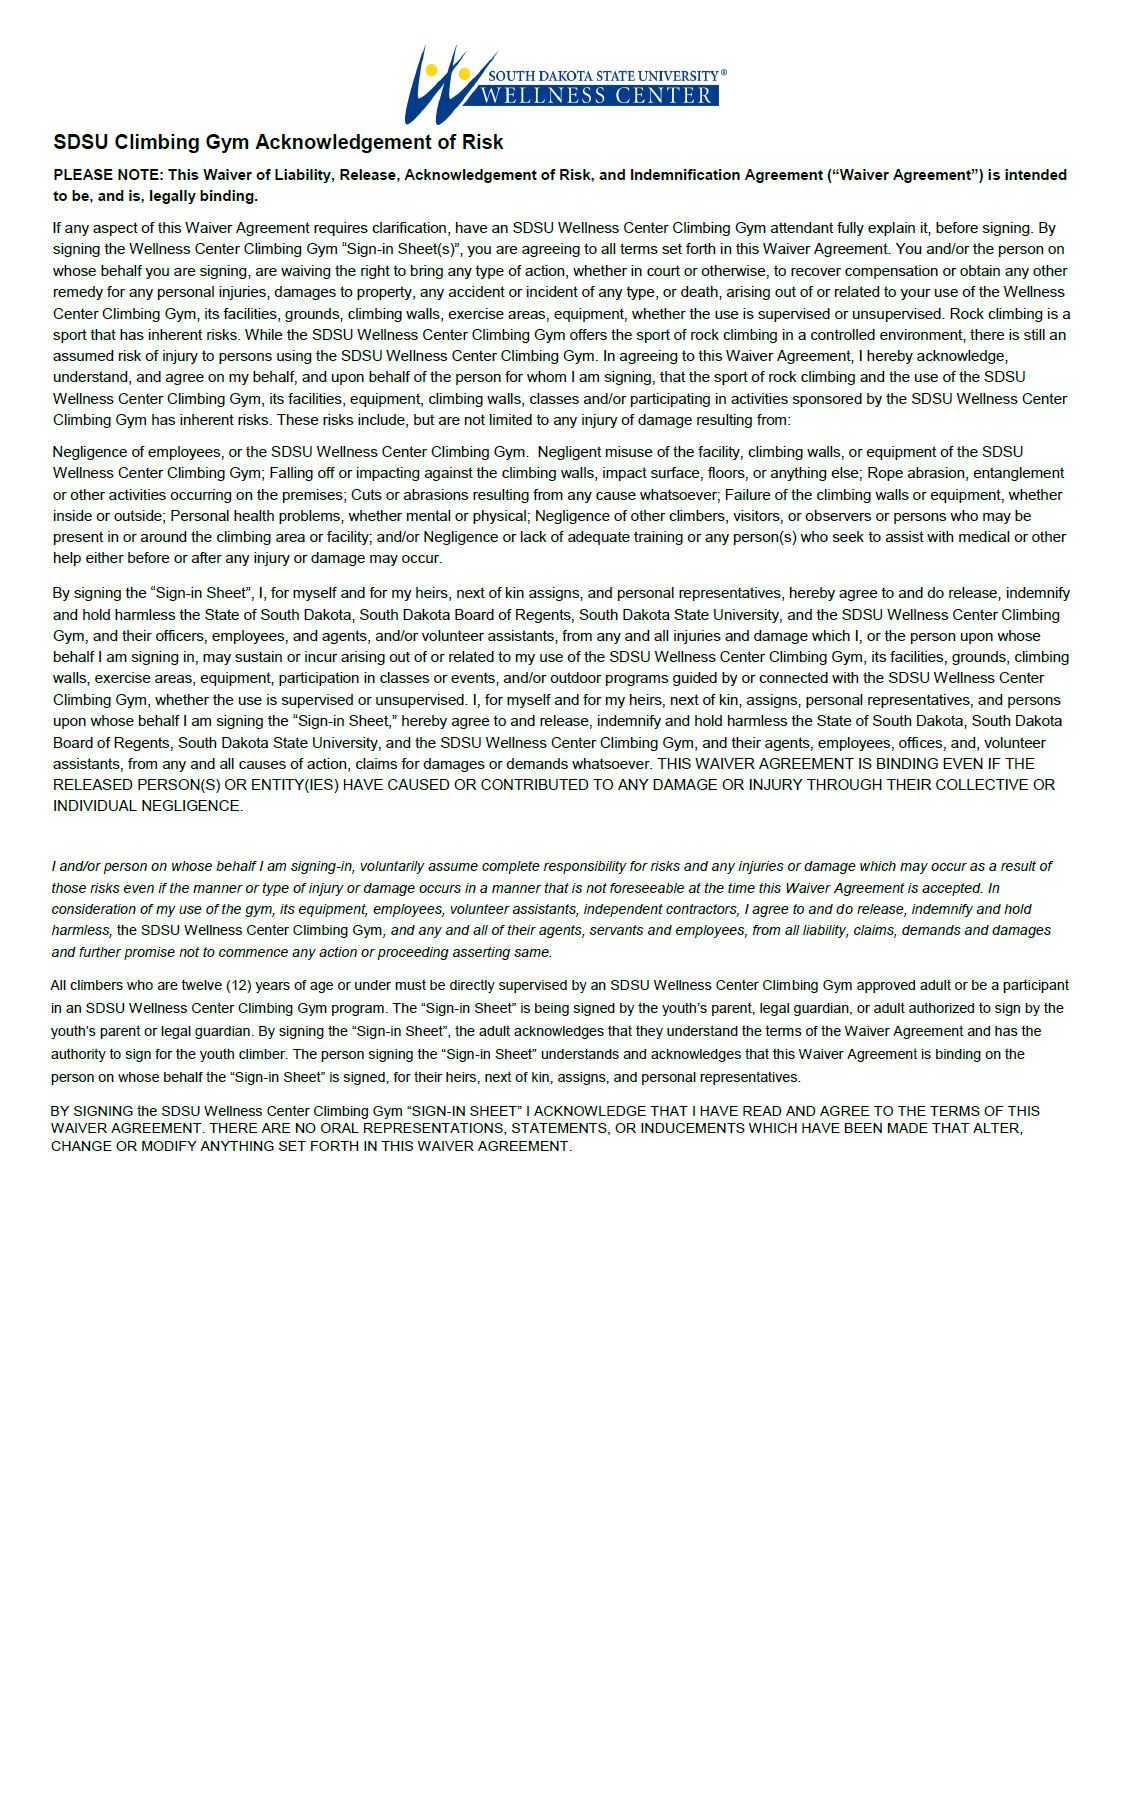 SOUTH DAKOTA STATE UNIVERSITY®
WELLNESS CENTER
SDSU Climbing Gym Acknowledgement of Risk
PLEASE NOTE: This Waiver of Liability, Release, Acknowledgement of Risk, and Indemnification Agreement (“Waiver Agreement”) is intended
to be, and is, legally binding.
If any aspect of this Waiver Agreement requires clarification, have an SDSU Wellness Center Climbing Gym attendant fully explain it, before signing. By
signing the Wellness Center Climbing Gym “Sign-in Sheet(s)”, you are agreeing to all terms set forth in this Waiver Agreement. You and/or the person on
whose behalf you are signing, are waiving the right to bring any type of action, whether in court or otherwise, to recover compensation or obtain any other
remedy for any personal injuries, damages to property, any accident or incident of any type, or death, arising out of or related to your use of the Wellness
Center Climbing Gym, its facilities, grounds, climbing walls, exercise areas, equipment, whether the use is supervised or unsupervised. Rock climbing is a
sport that has inherent risks. While the SDSU Wellness Center Climbing Gym offers the sport of rock climbing in a controlled environment, there is still an
assumed risk of injury to persons using the SDSU Wellness Center Climbing Gym. In agreeing to this Waiver Agreement, I hereby acknowledge,
understand, and agree on my behalf, and upon behalf of the person for whom I am signing, that the sport of rock climbing and the use of the SDSU
Wellness Center Climbing Gym, its facilities, equipment, climbing walls, classes and/or participating in activities sponsored by the SDSU Wellness Center
Climbing Gym has inherent risks. These risks include, but are not limited to any injury of damage resulting from:
Negligence of employees, or the SDSU Wellness Center Climbing Gym. Negligent misuse of the facility, climbing walls, or equipment of the SDSU
Wellness Center Climbing Gym; Falling off or impacting against the climbing walls, impact surface, floors, or anything else; Rope abrasion, entanglement
or other activities occurring on the premises; Cuts or abrasions resulting from any cause whatsoever; Failure of the climbing walls or equipment, whether
inside or outside; Personal health problems, whether mental or physical; Negligence of other climbers, visitors, or observers or persons who may be
present in or around the climbing area or facility; and/or Negligence or lack of adequate training or any person(s) who seek to assist with medical or other
help either before or after any injury or damage may occur.
By signing the “Sign-in Sheet”, I, for myself and for my heirs, next of kin assigns, and personal representatives, hereby agree to and do release, indemnify
and hold harmless the State of South Dakota, South Dakota Board of Regents, South Dakota State University, and the SDSU Wellness Center Climbing
Gym, and their officers, employees, and agents, and/or volunteer assistants, from any and all injuries and damage which I, or the person upon whose
behalf I am signing in, may sustain or incur arising out of or related to my use of the SDSU Wellness Center Climbing Gym, its facilities, grounds, climbing
walls, exercise areas, equipment, participation in classes or events, and/or outdoor programs guided by or connected with the SDSU Wellness Center
Climbing Gym, whether the use is supervised or unsupervised. I, for myself and for my heirs, next of kin, assigns, personal representatives, and persons
upon whose behalf I am signing the “Sign-in Sheet,” hereby agree to and release, indemnify and hold harmless the State of South Dakota, South Dakota
Board of Regents, South Dakota State University, and the SDSU Wellness Center Climbing Gym, and their agents, employees, offices, and, volunteer
assistants, from any and all causes of action, claims for damages or demands whatsoever. THIS WAIVER AGREEMENT IS BINDING EVEN IF THE
RELEASED PERSON(S) OR ENTITY(IES) HAVE CAUSED OR CONTRIBUTED TO ANY DAMAGE OR INJURY THROUGH THEIR COLLECTIVE OR
INDIVIDUAL NEGLIGENCE.
I and/or person on whose behalf I am signing-in, voluntarily assume complete responsibility for risks and any injuries or damage which may occur as a result of
those risks even if the manner or type of injury or damage occurs in a manner that is not foreseeable at the time this Waiver Agreement is accepted. In
consideration of my use of the gym, its equipment, employees, volunteer assistants, independent contractors, I agree to and do release, indemnify and hold
harmless, the SDSU Wellness Center Climbing Gym, and any and all of their agents, servants and employees, from all liability, claims, demands and damages
and further promise not to commence any action or proceeding asserting same.
All climbers who are twelve (12) years of age or under must be directly supervised by an SDSU Wellness Center Climbing Gym approved adult or be a participant
in an SDSU Wellness Center Climbing Gym program. The “Sign-in Sheet” is being signed by the youth's parent, legal guardian, or adult authorized to sign by the
youth's parent or legal guardian. By signing the “Sign-in Sheet”, the adult acknowledges that they understand the terms of the Waiver Agreement and has the
authority to sign for the youth climber. The person signing the “Sign-in Sheet” understands and acknowledges that this Waiver Agreement is binding on the
person on whose behalf the “Sign-in Sheet” is signed, for their heirs, next of kin, assigns, and personal representatives.
BY SIGNING the SDSU Wellness Center Climbing Gym “SIGN-IN SHEET” I ACKNOWLEDGE THAT I HAVE READ AND AGREE TO THE TERMS OF THIS
WAIVER AGREEMENT. THERE ARE NO ORAL REPRESENTATIONS, STATEMENTS, OR INDUCEMENTS WHICH HAVE BEEN MADE THAT ALTER,
CHANGE OR MODIFY ANYTHING SET FORTH IN THIS WAIVER AGREEMENT.